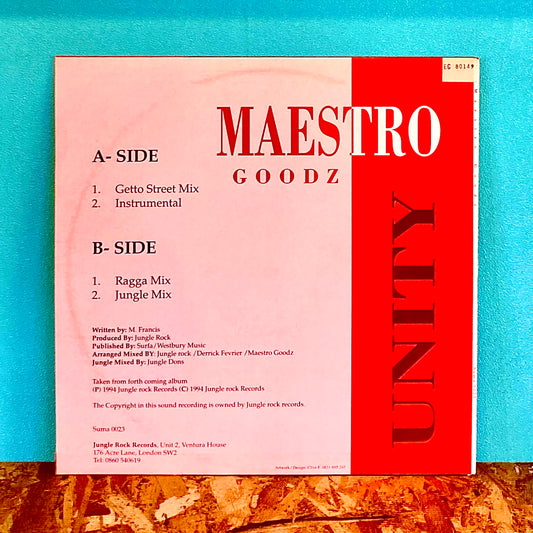 EG 80149
MAESTRO
GOODZ
UNITY
A- SIDE
1. Getto Street Mix
2. Instrumental
B- SIDE
1. Ragga Mix
2. Jungle Mix
Written by: M. Francis
Produced By: Jungle Rock
Published By: Surfa/Westbury Music
Arranged Mixed BY: Jungle rock /Derrick Fevrier /Maestro Goodz
Jungle Mixed By: Jungle Dons
Taken from forth coming album
(P) 1994 Jungle rock Records (C) 1994 Jungle rock Records
The Copyright in this sound recording is owned by Jungle rock records.
Suma 0023
Jungle Rock Records, Unit 2, Ventura House
176 Acre Lane, London SW2
Tel: 0860 540619
Artwork / Design: